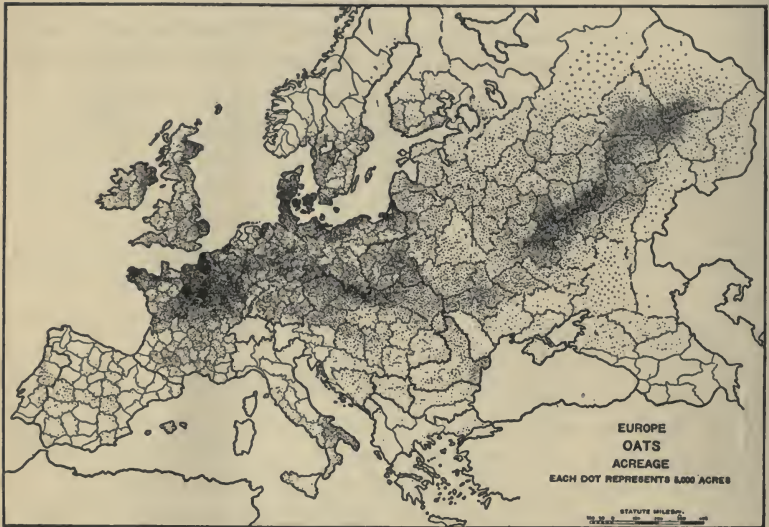 EUROPE
OATS
ACREAGE
EACH DOT REPRESENTS 5,000 ACRES
STATUTE MILES